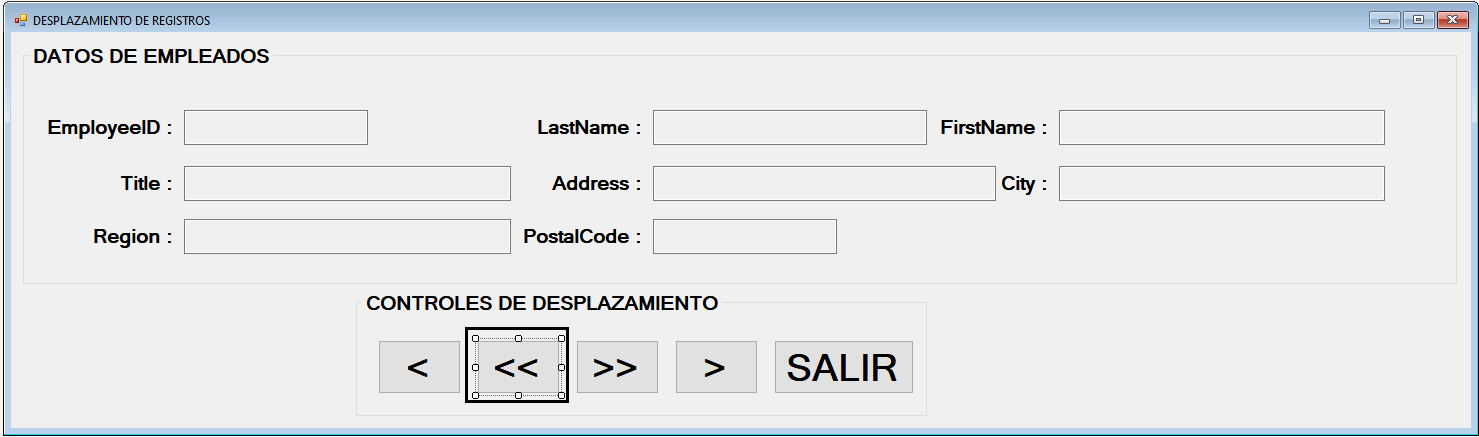 DESPLAZAMIENTO DE REGISTROS
DATOS DE EMPLEADOS
EmployeeID : LastName : FirstName :
Title : Address : City :
Region : PostalCode :
CONTROLES DE DESPLAZAMIENTO
< << >> > SALIR